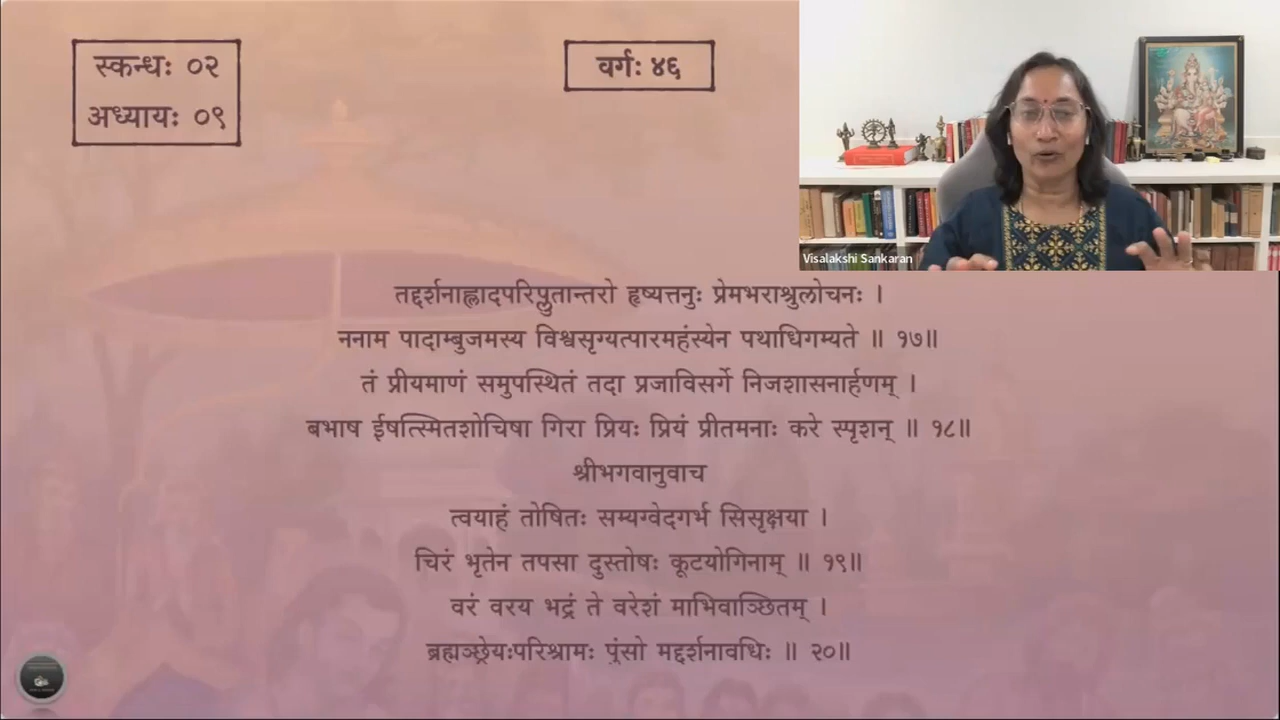 स्कन्धः ०२
अध्यायः ०९
वर्गः ४६
Visalakshi Sankaran
तद्दर्शनाह्लादपरिप्लुतान्तरो हृष्यत्तनुः प्रेमभराश्रुलोचनः ।
ननाम पादाम्बुजमस्य विश्वसृग्यत्पारमहंस्येन पथाधिगम्यते ॥ १७॥
तं प्रीयमाणं समुपस्थितं तदा प्रजाविसर्गे निजशासनार्हणम् ।
बभाष ईषत्स्मितशोचिषा गिरा प्रियः प्रियं प्रीतमनाः करे स्पृशन् ॥ १८॥
श्रीभगवानुवाच
त्वयाहं तोषितः सम्यग्वेदगर्भ सिसृक्षया ।
चिरं भृतेन तपसा दुस्तोषः कूटयोगिनाम् ॥ १९॥
वरं वरय भद्रं ते वरेशं माभिवाञ्छितम् ।
ब्रह्मञ्छ्रेयःपरिश्रामः पुंसो मद्दर्शनावधिः ॥ २०॥